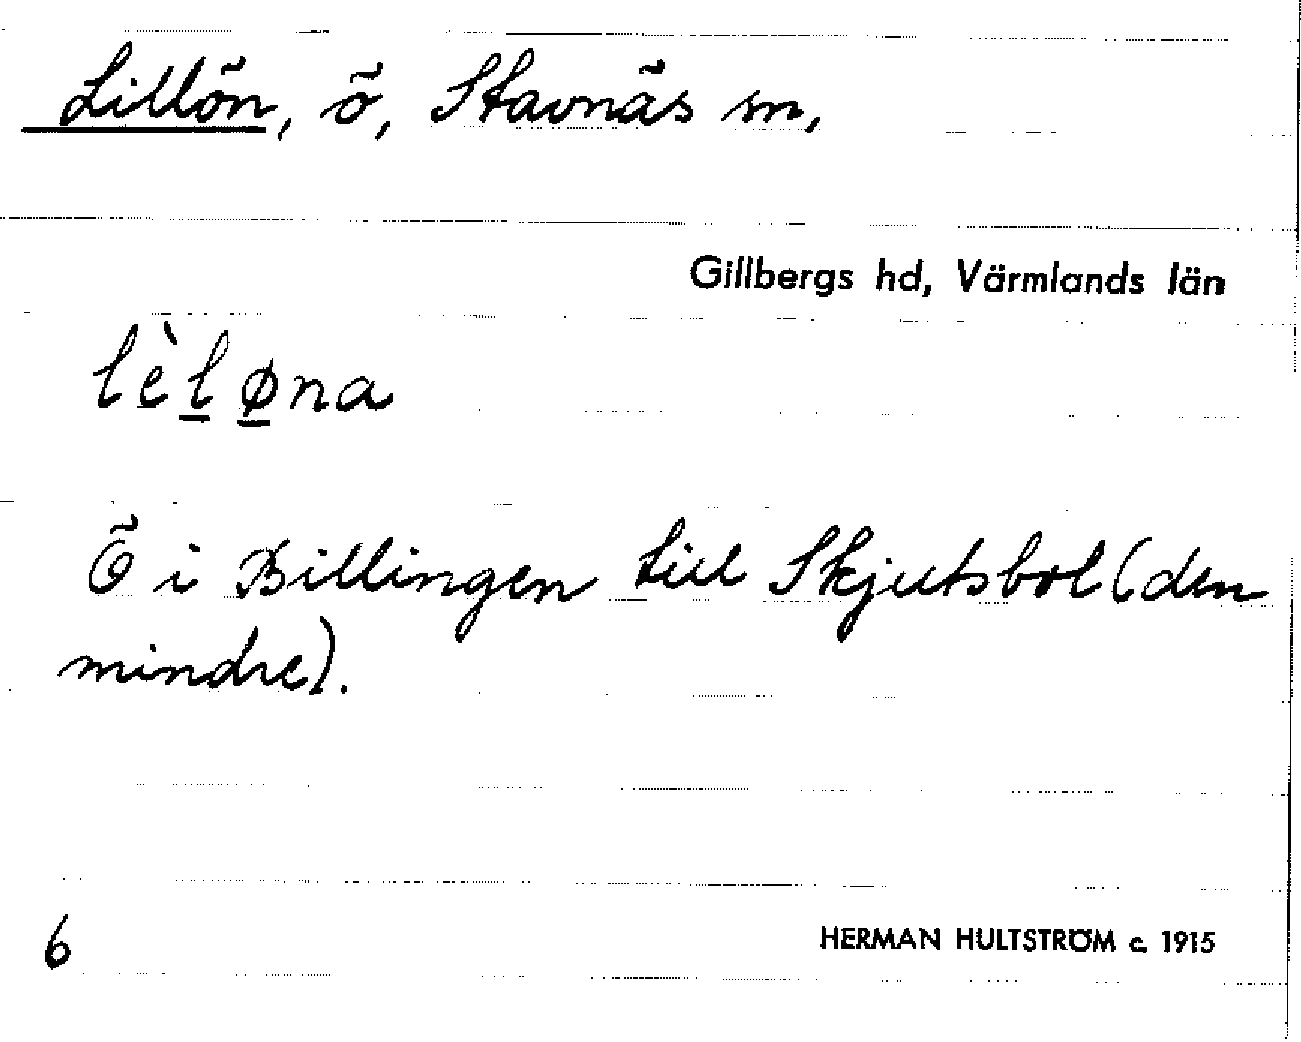 Lillön, ö, Stavnäs sn,
Gillbergs hd, Värmlands län
lèl̲ø̲na
Ö i Billingen till Skjutsbol (den
mindre).
6
HERMAN HULTSTRÖM c. 1915